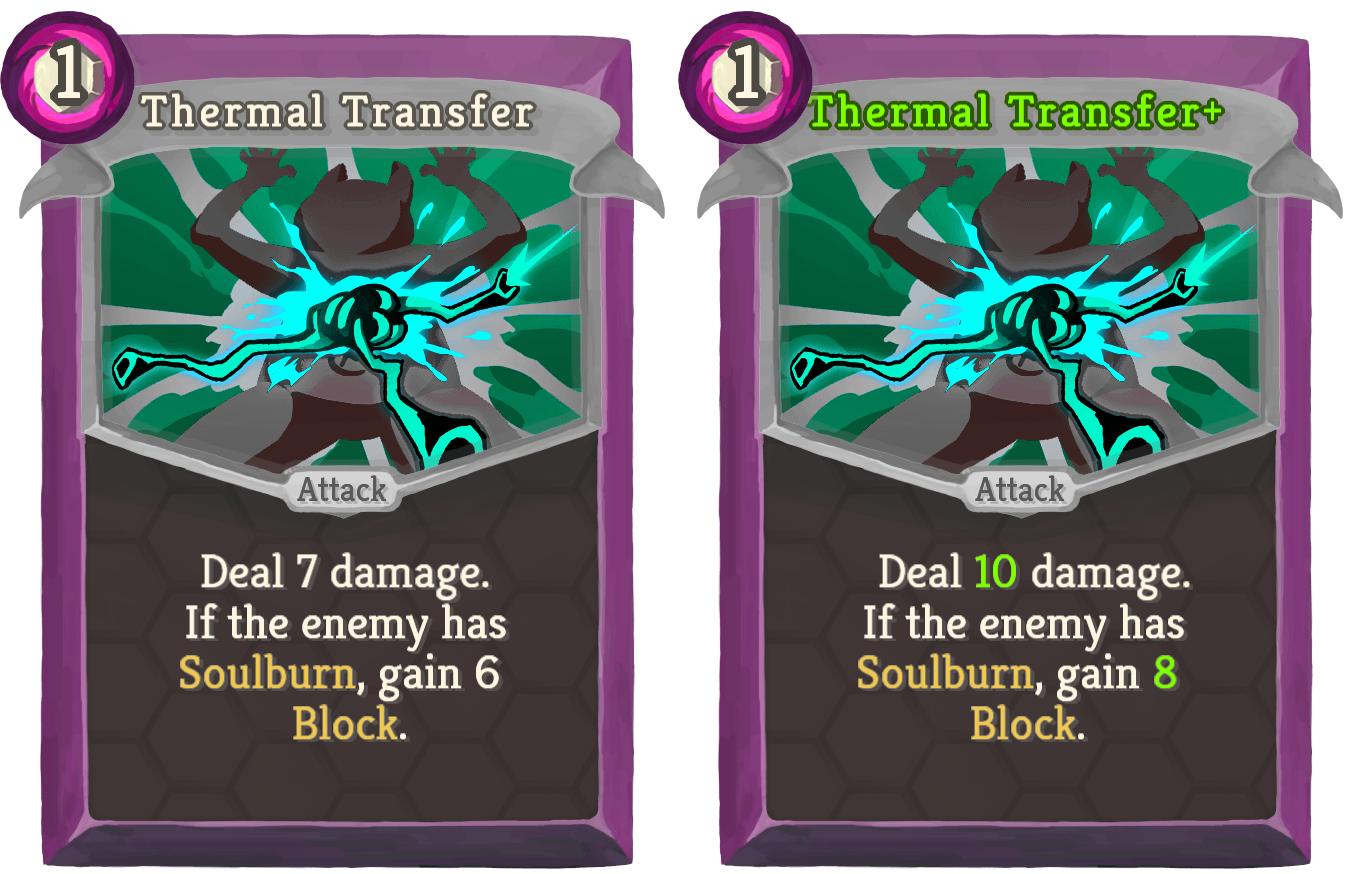 1
Thermal Transfer
Attack
Deal 7 damage.
If the enemy has
Soulburn, gain 6
Block.
1
Thermal Transfer+
Attack
Deal 10 damage.
If the enemy has
Soulburn, gain 8
Block.